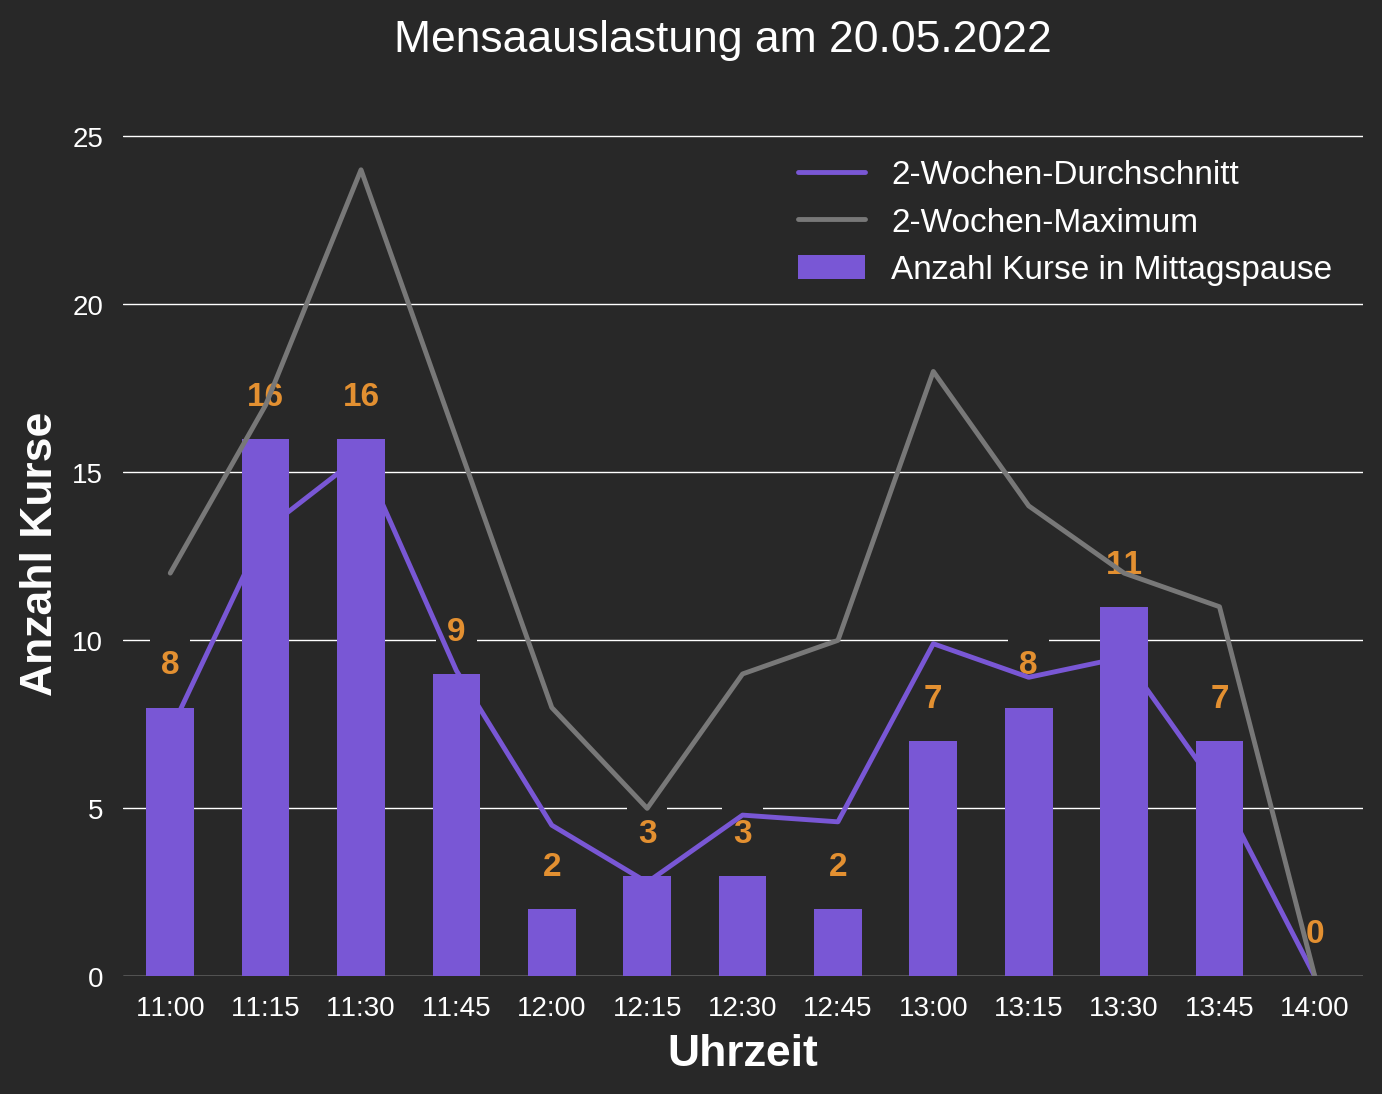 Mensaauslastung am 20.05.2022
2-Wochen-Durchschnitt
2-Wochen-Maximum
Anzahl Kurse in Mittagspause
Anzahl Kurse
25
20
15
10
5
0
8
16
16
9
2
3
3
2
7
8
11
7
0
11:00 11:15 11:30 11:45 12:00 12:15 12:30 12:45 13:00 13:15 13:30 13:45 14:00
Uhrzeit